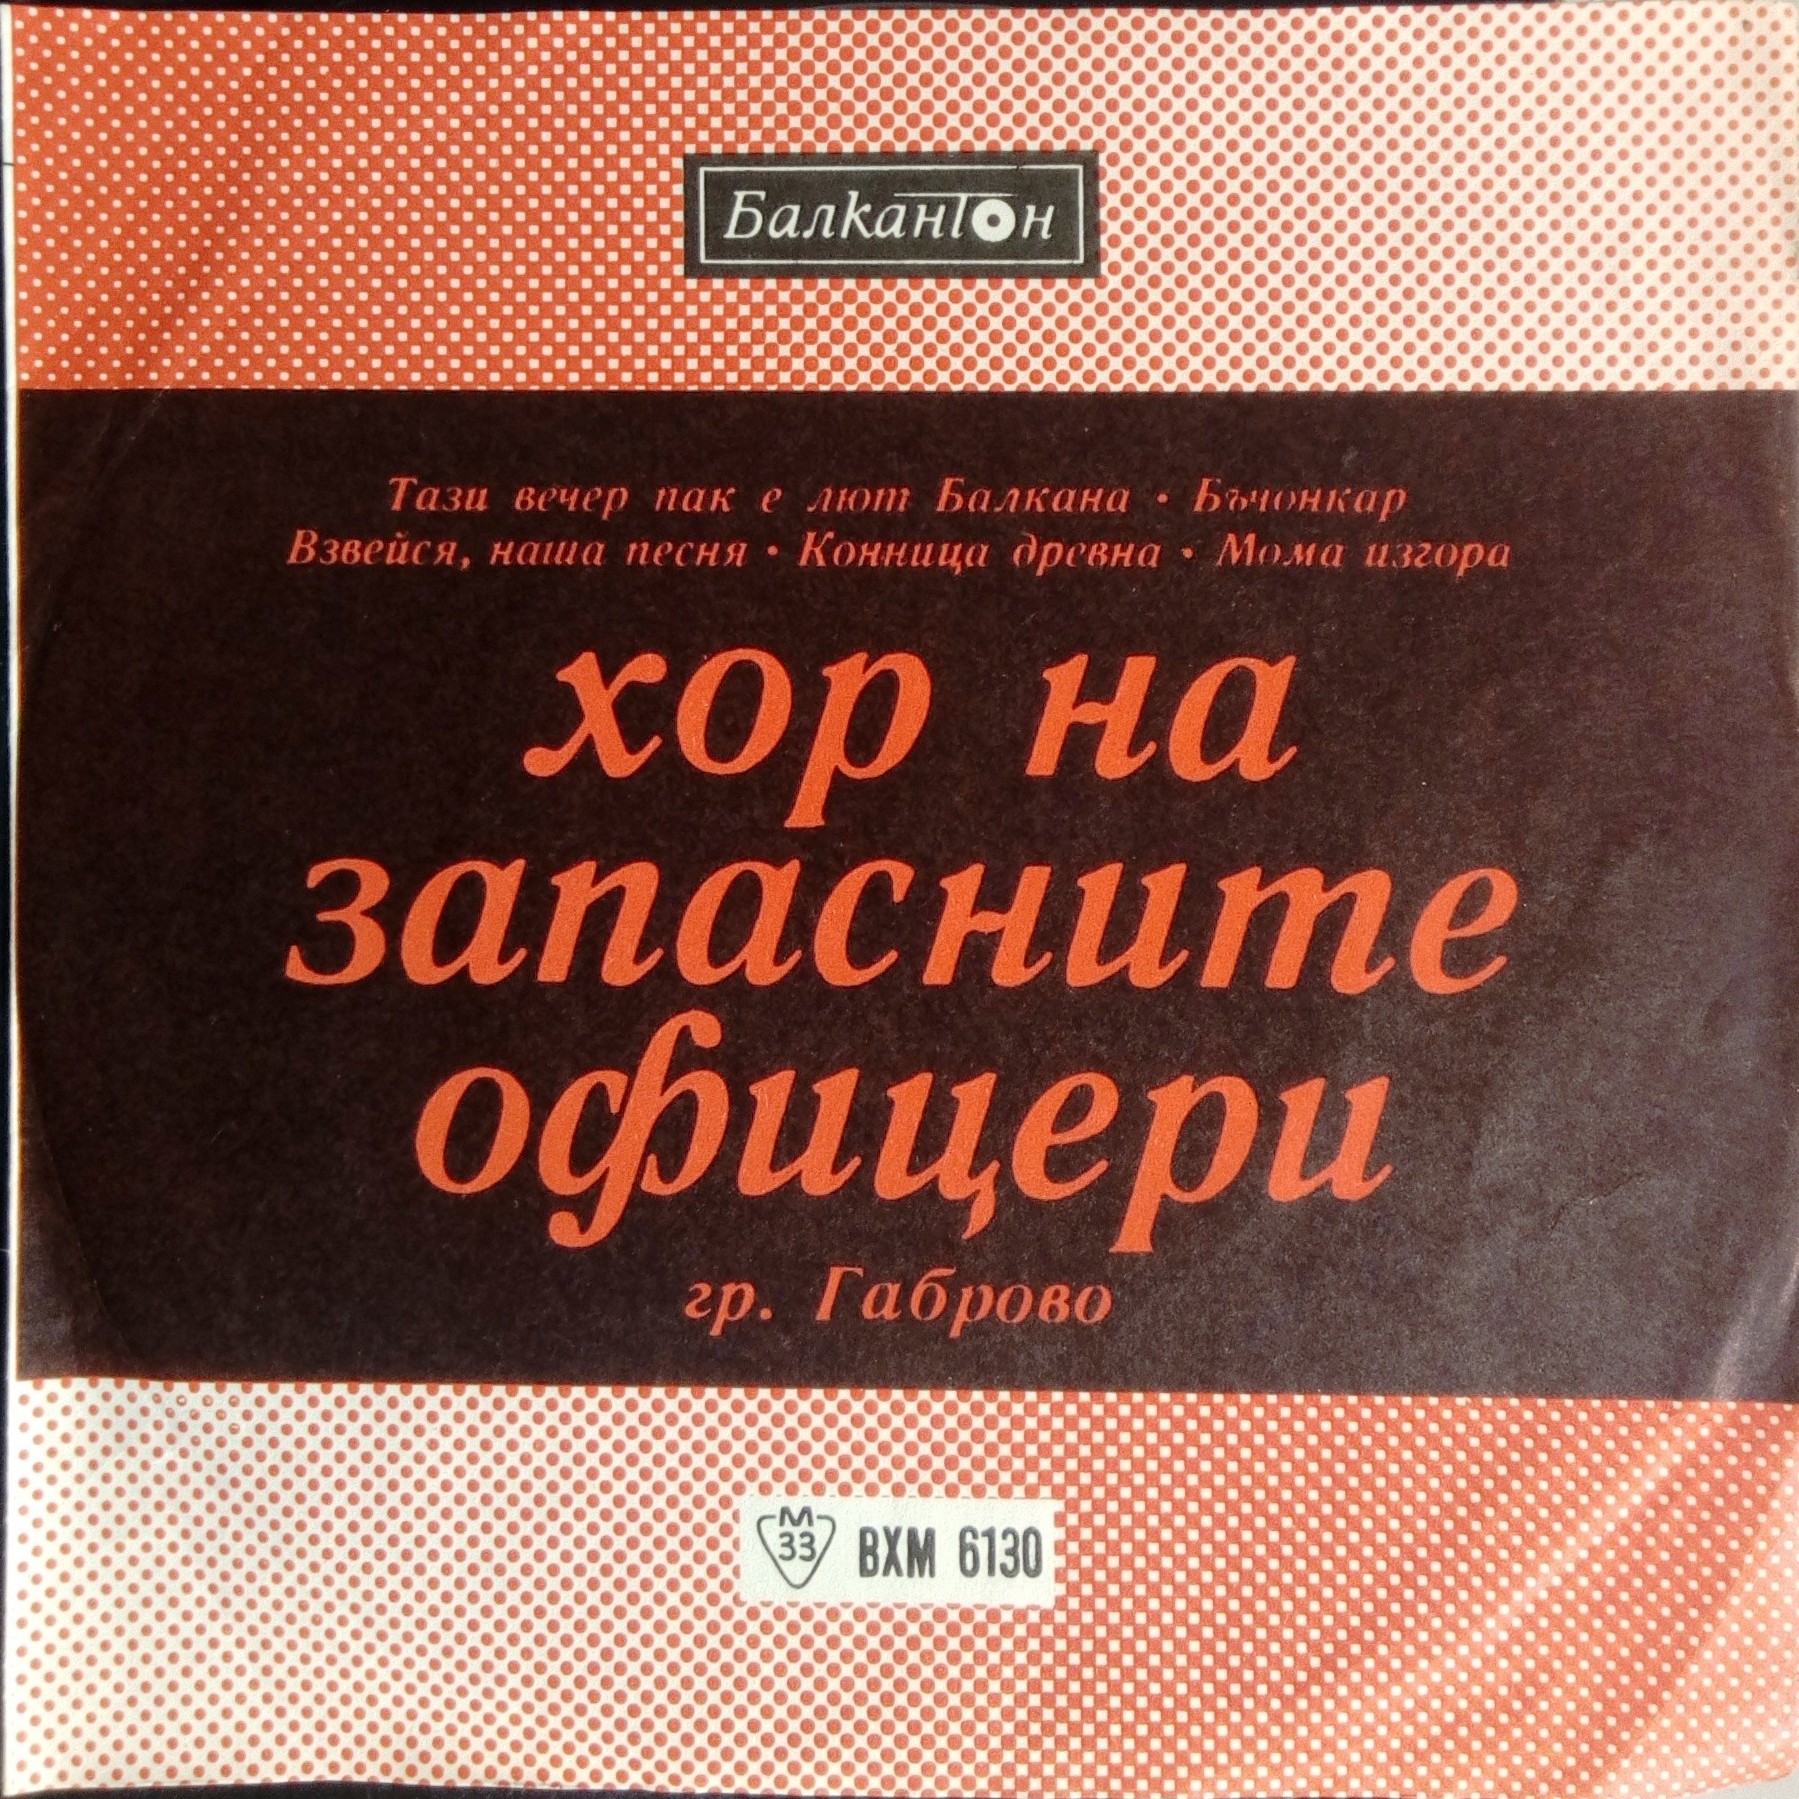 Балкантон
Тази вечер пак е лют Балкана • Бъчонкар
Взвейся, наша песня • Конница древна • Мома изгора
хор на
запасните
офицери
гр. Габрово
М
33 ВХМ 6130